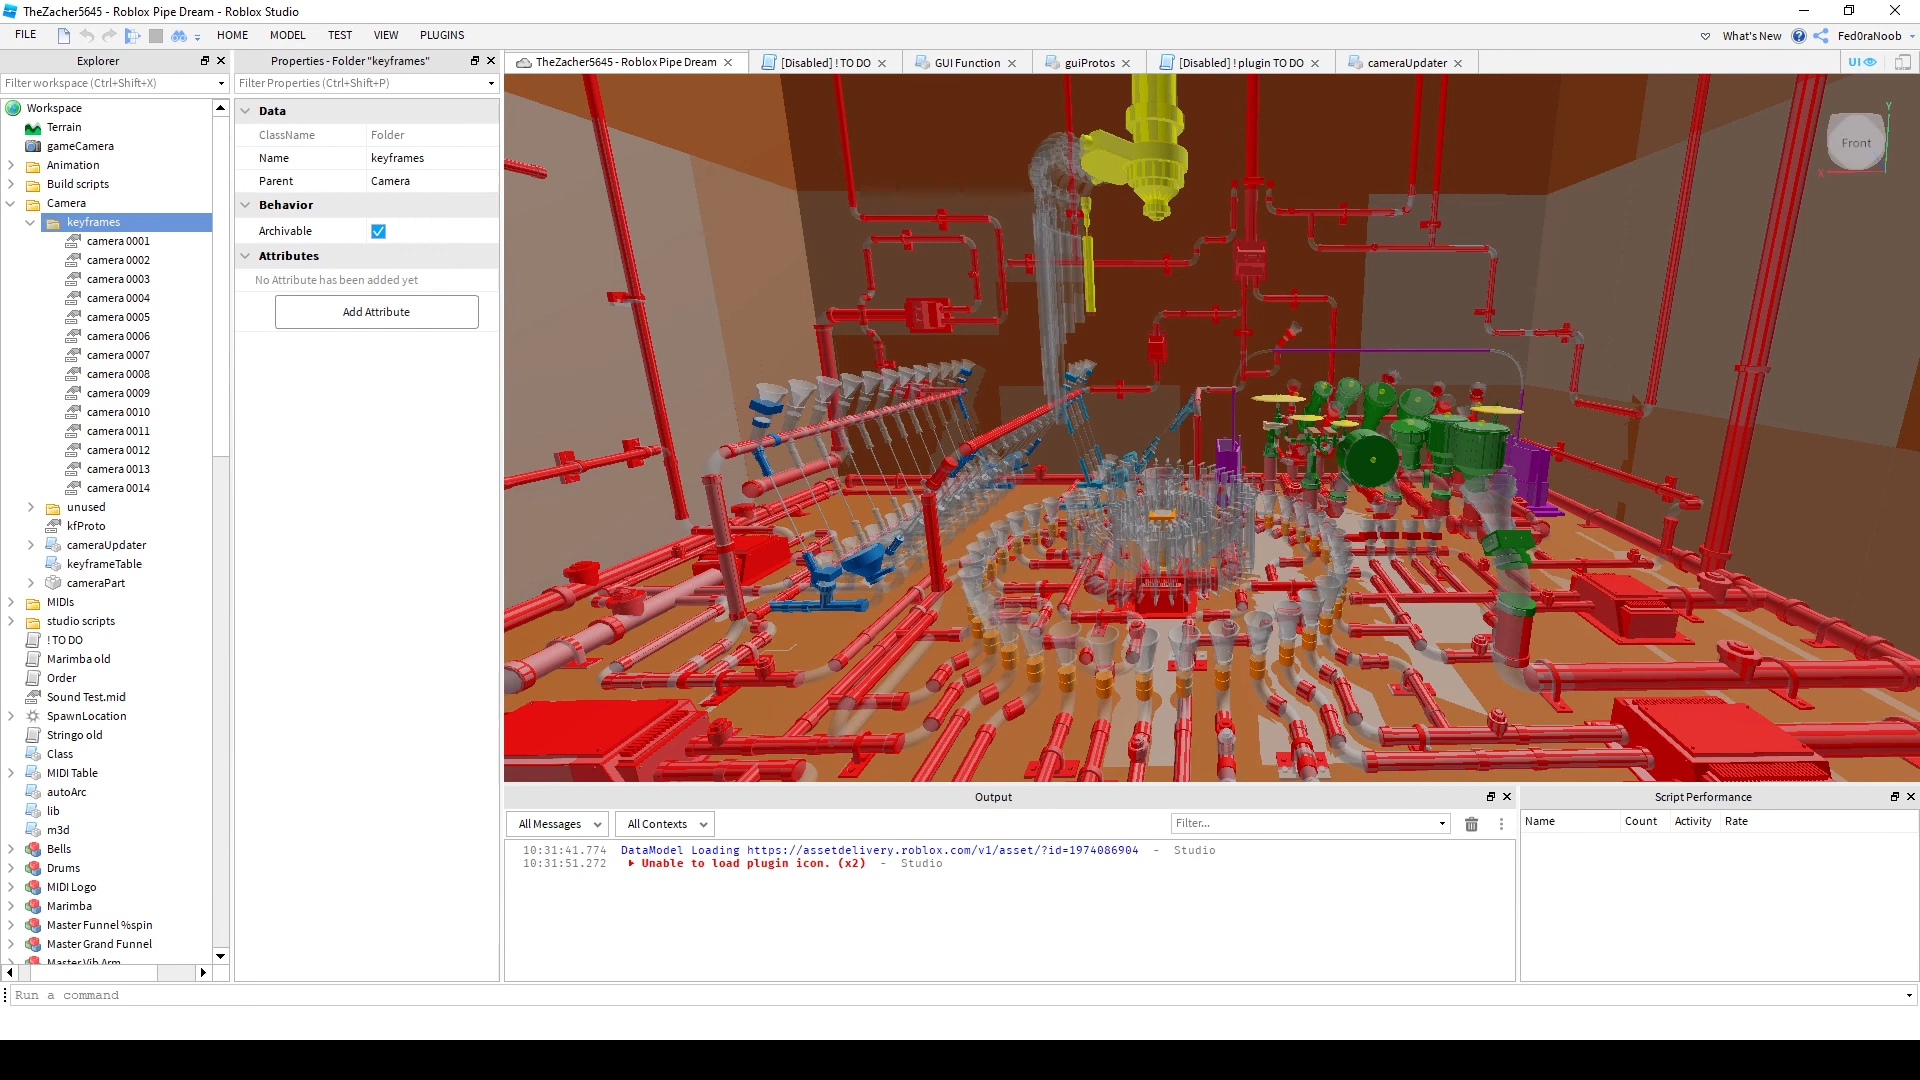 TheZacher5645 - Roblox Pipe Dream - Roblox Studio
FILE HOME MODEL TEST VIEW PLUGINS What's New Fed0raNoob
Explorer
Filter workspace (Ctrl+Shift+X)
Workspace
Terrain
gameCamera
Animation
Build scripts
Camera
keyframes
camera 0001
camera 0002
camera 0003
camera 0004
camera 0005
camera 0006
camera 0007
camera 0008
camera 0009
camera 0010
camera 0011
camera 0012
camera 0013
camera 0014
unused
kfProto
cameraUpdater
keyframeTable
cameraPart
MIDIs
studio scripts
! TO DO
Marimba old
Order
Sound Test.mid
SpawnLocation
Stringo old
Class
MIDI Table
autoArc
lib
m3d
Bells
Drums
MIDI Logo
Marimba
Master Funnel %spin
Master Grand Funnel
Master Vib Arm
Properties - Folder "keyframes"
Filter Properties (Ctrl+Shift+P)
Data
ClassName Folder
Name keyframes
Parent Camera
Behavior
Archivable
Attributes
No Attribute has been added yet
Add Attribute
TheZacher5645 - Roblox Pipe Dream [Disabled] ! TO DO GUI Function guiProtos [Disabled] ! plugin TO DO cameraUpdater UI
Front
Y
X
Output
All Messages All Contexts Filter...
10:31:41.774 DataModel Loading https://assetdelivery.roblox.com/v1/asset/?id=1974086904 - Studio
10:31:51.272 Unable to load plugin icon. (x2) - Studio
Script Performance
Name Count Activity Rate
Run a command